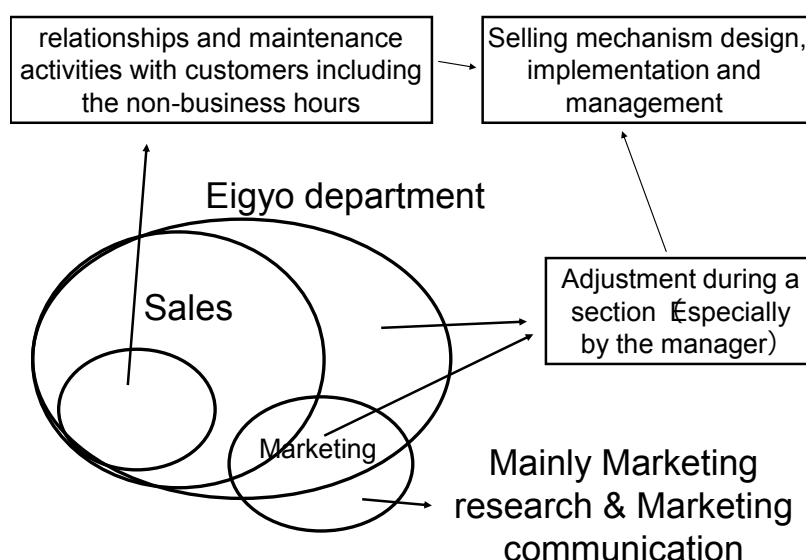 relationships and maintenance
activities with customers including
the non-business hours
Selling mechanism design,
implementation and
management
Eigyo department
Sales
Adjustment during a
section Especially
by the manager）
Marketing
Mainly Marketing
research & Marketing
communication